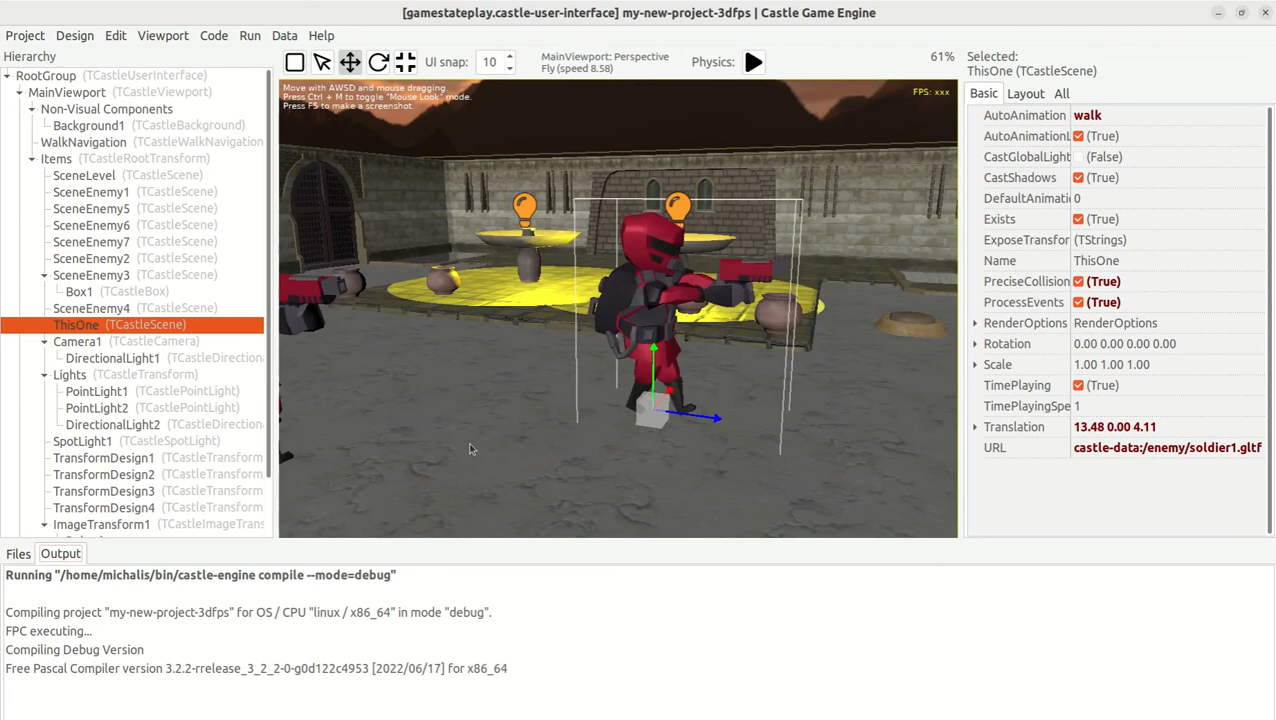 [gamestateplay.castle-user-interface] my-new-project-3dfps | Castle Game Engine
Project Design Edit Viewport Code Run Data Help
Hierarchy
RootGroup (TCastleUserInterface)
MainViewport (TCastleViewport)
Non-Visual Components
Background1 (TCastleBackground)
WalkNavigation (TCastleWalkNavigation
Items (TCastleRootTransform)
SceneLevel (TCastleScene)
SceneEnemy1 (TCastleScene)
SceneEnemy5 (TCastleScene)
SceneEnemy6 (TCastleScene)
SceneEnemy7 (TCastleScene)
SceneEnemy2 (TCastleScene)
SceneEnemy3 (TCastleScene)
Box1 (TCastleBox)
SceneEnemy4 (TCastleScene)
ThisOne (TCastleScene)
Camera1 (TCastleCamera)
DirectionalLight1 (TCastleDirection
Lights (TCastleTransform)
PointLight1 (TCastlePointLight)
PointLight2 (TCastlePointLight)
DirectionalLight2 (TCastleDirection
SpotLight1 (TCastleSpotLight)
TransformDesign1 (TCastleTransform
TransformDesign2 (TCastleTransform
TransformDesign3 (TCastleTransform
TransformDesign4 (TCastleTransform
ImageTransform1 (TCastleImageTrans
UI snap: 10
MainViewport: Perspective
Fly (speed 8.58)
Physics:
61%
Move with AWSD and mouse dragging.
Press Ctrl + M to toggle "Mouse Look" mode.
Press F5 to make a screenshot.
FPS: xxx
Selected:
ThisOne (TCastleScene)
Basic Layout All
AutoAnimation walk
AutoAnimationL (True)
CastGlobalLight (False)
CastShadows (True)
DefaultAnimati 0
Exists (True)
ExposeTransfor (TStrings)
Name ThisOne
PreciseCollision (True)
ProcessEvents (True)
RenderOptions RenderOptions
Rotation 0.00 0.00 0.00 0.00
Scale 1.00 1.00 1.00
TimePlaying (True)
TimePlayingSpe 1
Translation 13.48 0.00 4.11
URL castle-data:/enemy/soldier1.gltf
Files Output
Running "/home/michalis/bin/castle-engine compile --mode=debug"
Compiling project "my-new-project-3dfps" for OS / CPU "linux / x86_64" in mode "debug".
FPC executing...
Compiling Debug Version
Free Pascal Compiler version 3.2.2-rrelease_3_2_2-0-g0d122c4953 [2022/06/17] for x86_64